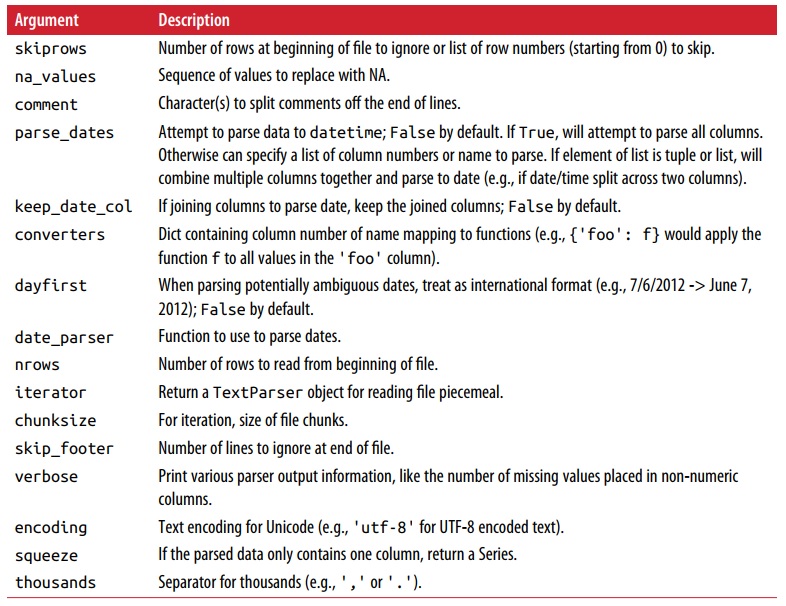 Argument Description
skiprows Number of rows at beginning of file to ignore or list of row numbers (starting from 0) to skip.
na_values Sequence of values to replace with NA.
comment Character(s) to split comments off the end of lines.
parse_dates Attempt to parse data to datetime; False by default. If True, will attempt to parse all columns.
Otherwise can specify a list of column numbers or name to parse. If element of list is tuple or list, will
combine multiple columns together and parse to date (e.g., if date/time split across two columns).
keep_date_col If joining columns to parse date, keep the joined columns; False by default.
converters Dict containing column number of name mapping to functions (e.g., {'foo': f} would apply the
function f to all values in the 'foo' column).
dayfirst When parsing potentially ambiguous dates, treat as international format (e.g., 7/6/2012 -> June 7,
2012); False by default.
date_parser Function to use to parse dates.
nrows Number of rows to read from beginning of file.
iterator Return a TextParser object for reading file piecemeal.
chunksize For iteration, size of file chunks.
skip_footer Number of lines to ignore at end of file.
verbose Print various parser output information, like the number of missing values placed in non-numeric
columns.
encoding Text encoding for Unicode (e.g., 'utf-8' for UTF-8 encoded text).
squeeze If the parsed data only contains one column, return a Series.
thousands Separator for thousands (e.g., ',' or '.').